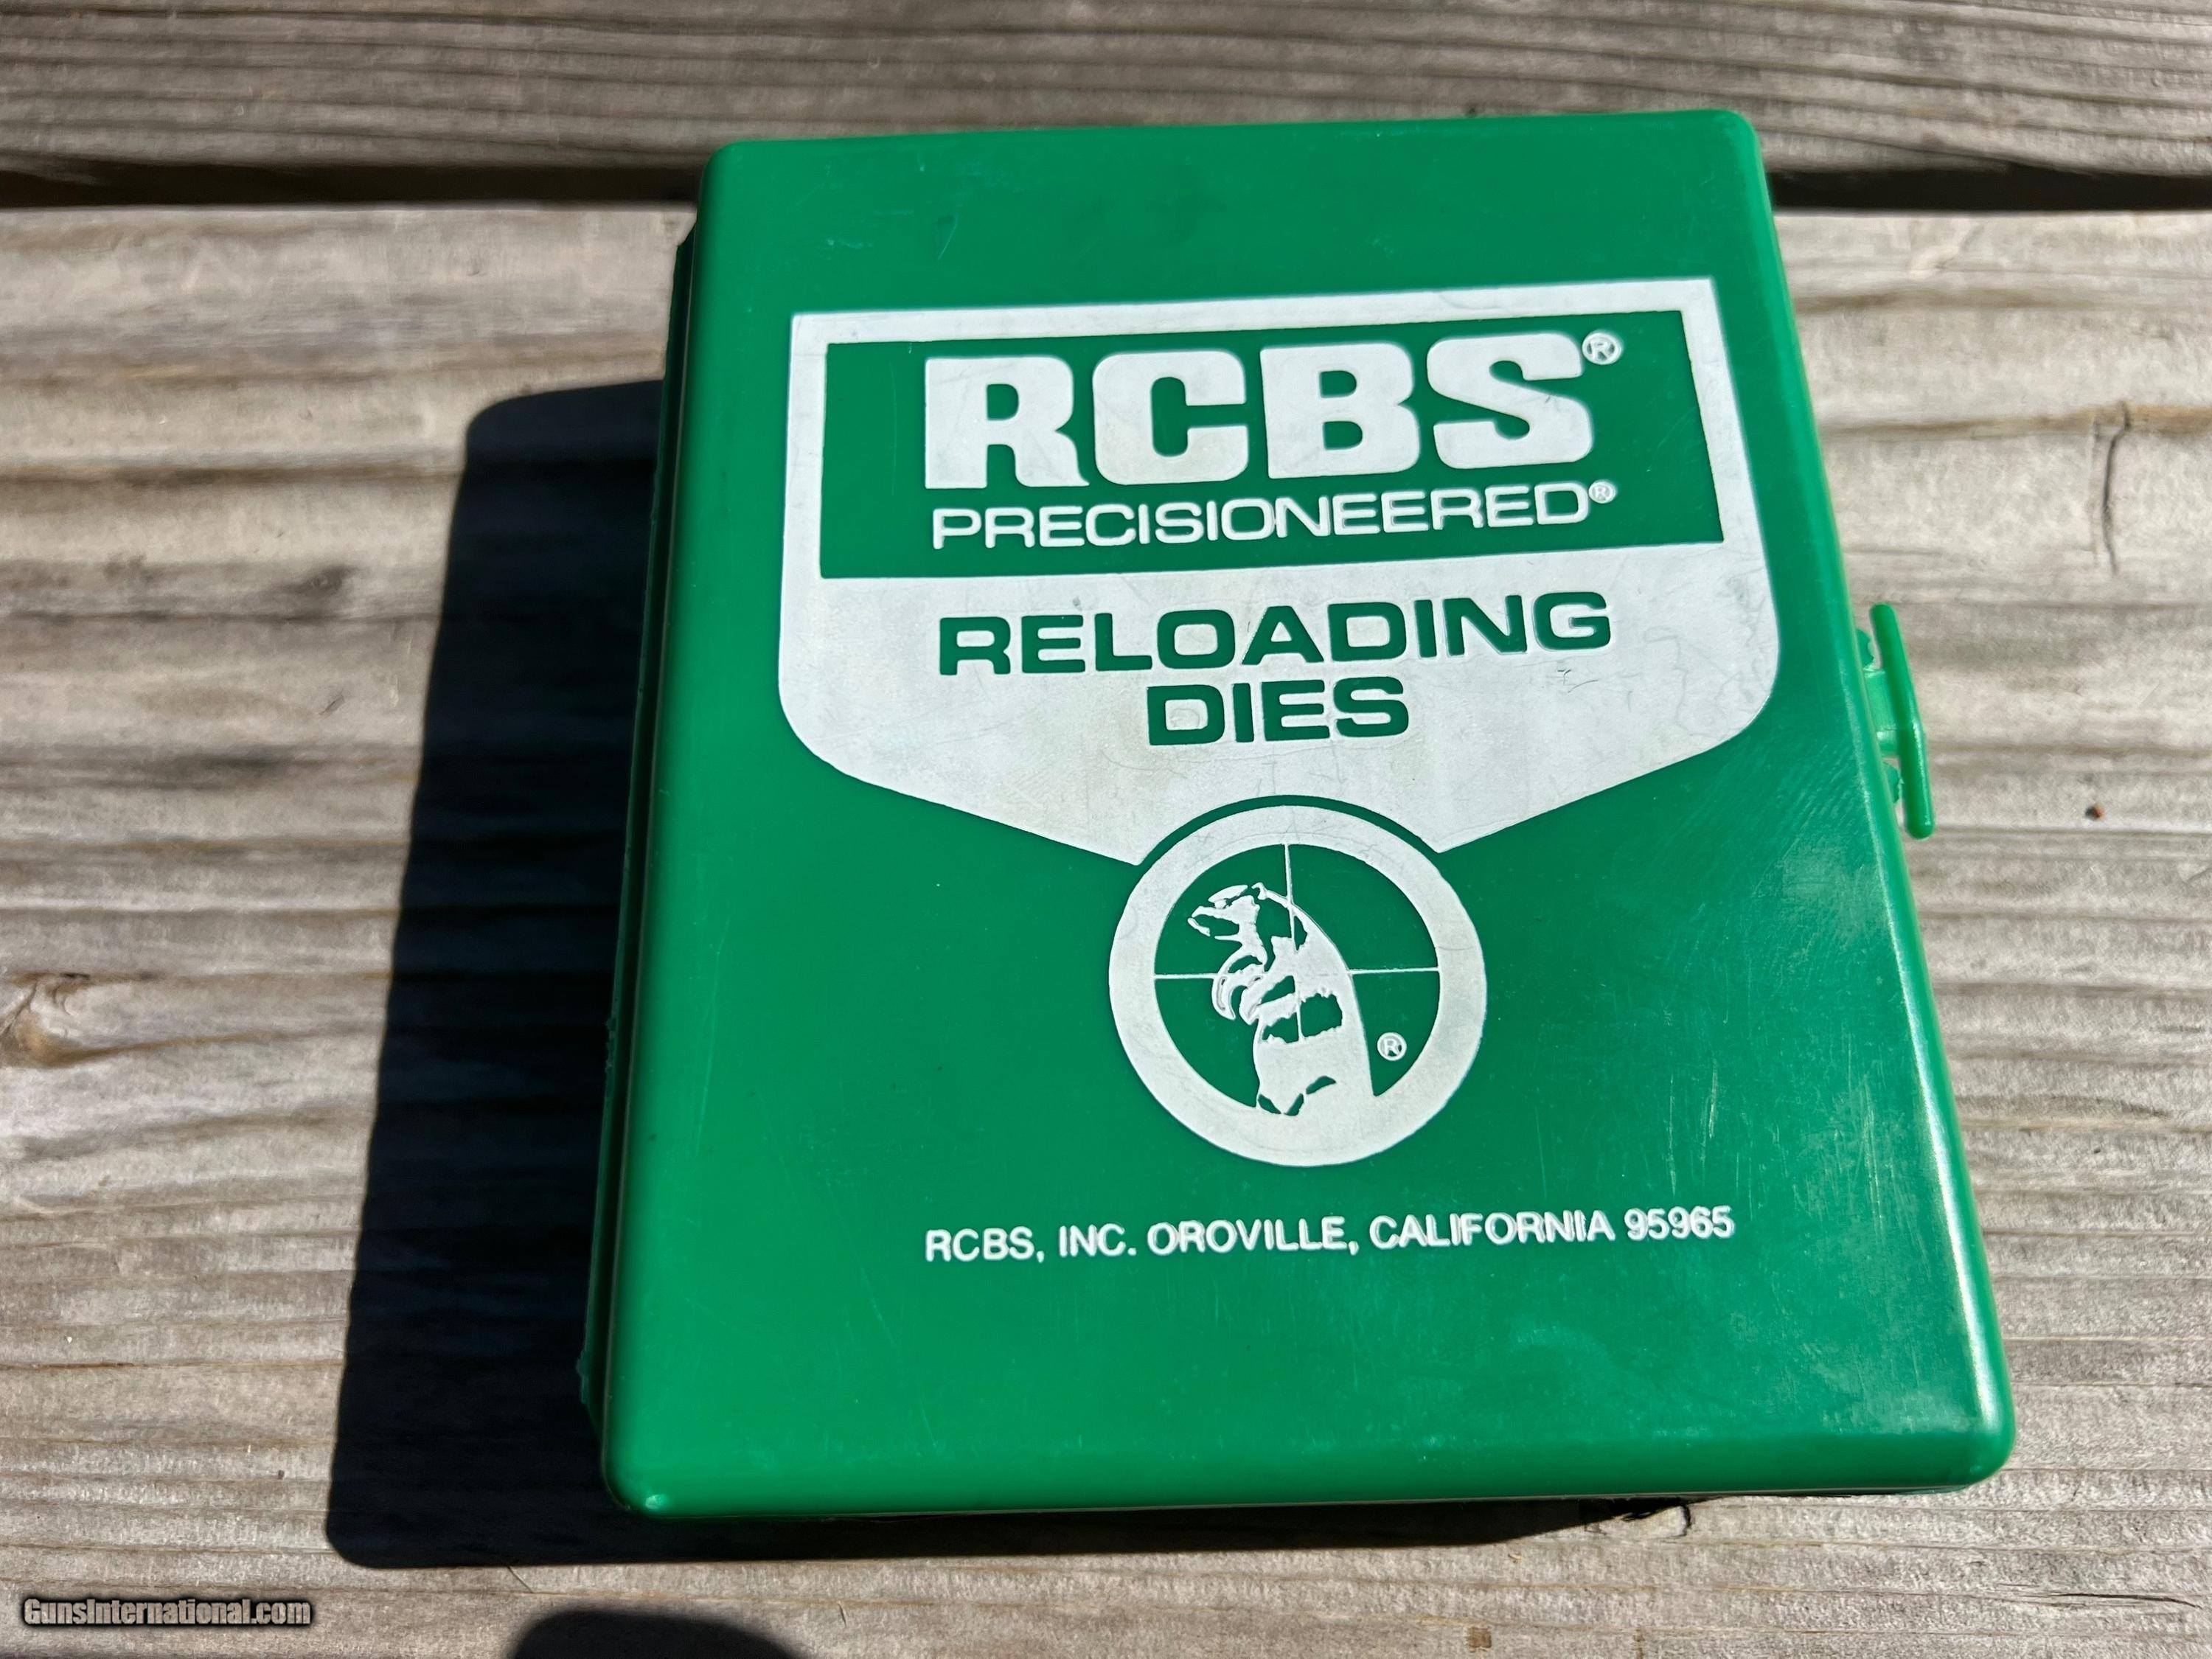 RCBS®
PRECISIONEERED®
RELOADING
DIES
®
RCBS, INC. OROVILLE, CALIFORNIA 95965
GunsInternational.com